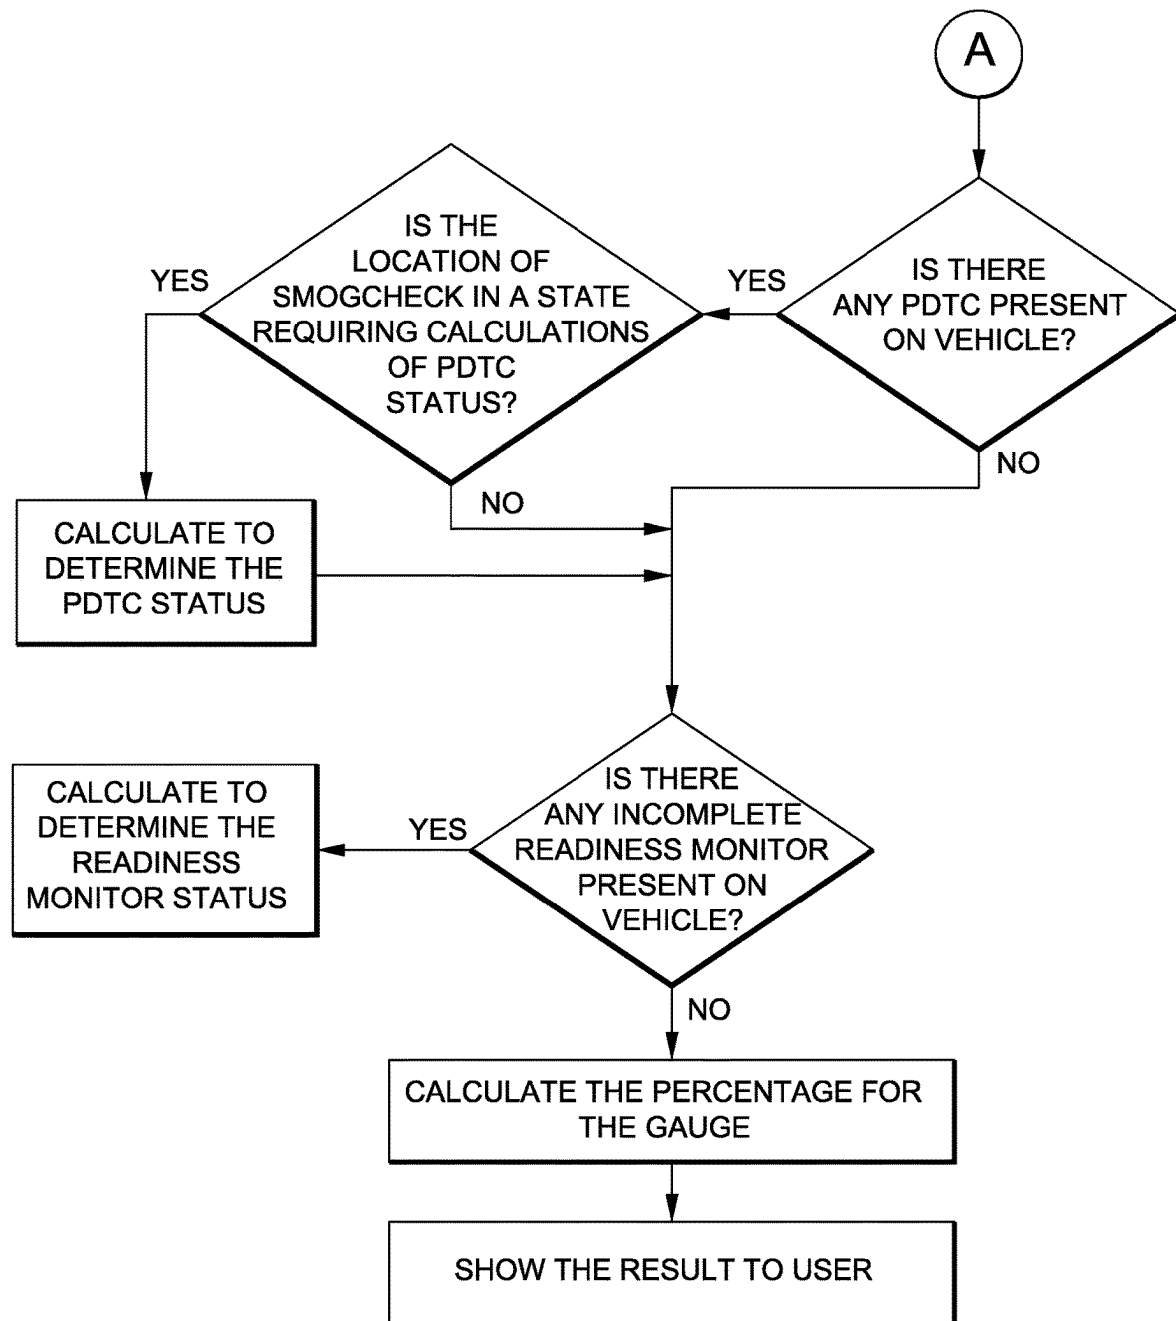 A
IS THERE
ANY PDTC PRESENT
ON VEHICLE?
YES
NO
IS THE
LOCATION OF
SMOGCHECK IN A STATE
REQUIRING CALCULATIONS
OF PDTC
STATUS?
YES
NO
CALCULATE TO
DETERMINE THE
PDTC STATUS
IS THERE
ANY INCOMPLETE
READINESS MONITOR
PRESENT ON
VEHICLE?
YES
NO
CALCULATE TO
DETERMINE THE
READINESS
MONITOR STATUS
CALCULATE THE PERCENTAGE FOR
THE GAUGE
SHOW THE RESULT TO USER